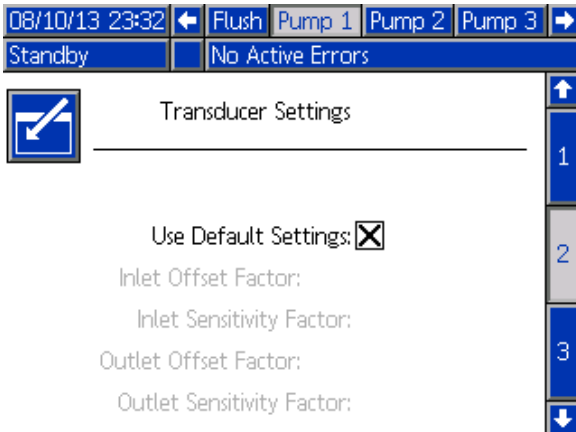 08/10/13 23:32 Flush Pump 1 Pump 2 Pump 3
Standby No Active Errors
Transducer Settings
1
Use Default Settings:
2
Inlet Offset Factor:
Inlet Sensitivity Factor:
Outlet Offset Factor:
3
Outlet Sensitivity Factor: